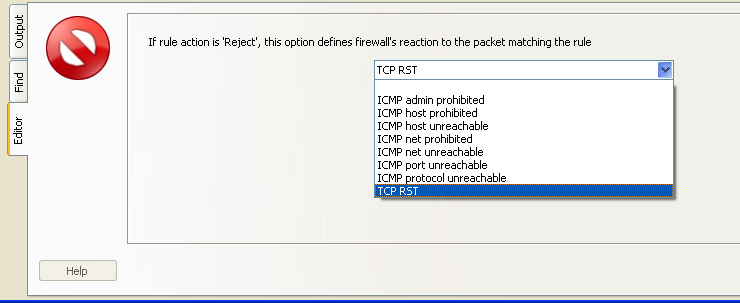 Output
Find
Editor
If rule action is 'Reject', this option defines firewall's reaction to the packet matching the rule
TCP RST
ICMP admin prohibited
ICMP host prohibited
ICMP host unreachable
ICMP net prohibited
ICMP net unreachable
ICMP port unreachable
ICMP protocol unreachable
TCP RST
Help